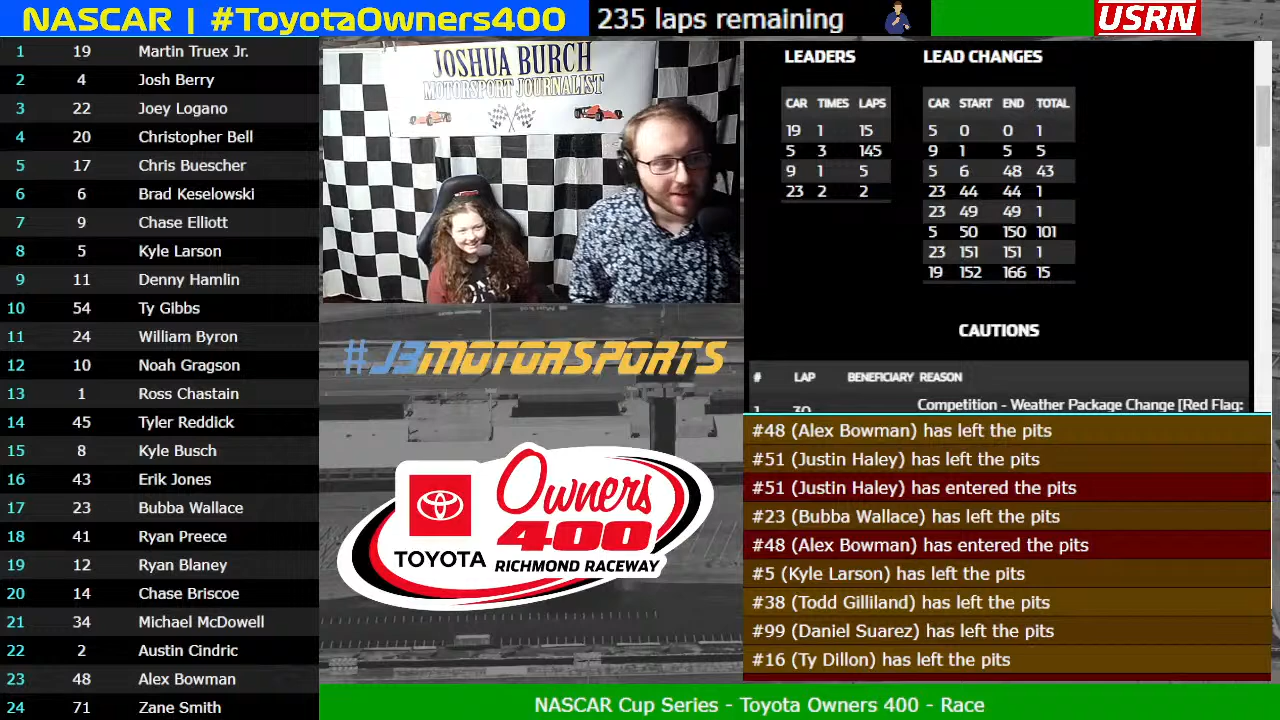 NASCAR | #ToyotaOwners400
235 laps remaining
USRN
1 19 Martin Truex Jr.
2 4 Josh Berry
3 22 Joey Logano
4 20 Christopher Bell
5 17 Chris Buescher
6 6 Brad Keselowski
7 9 Chase Elliott
8 5 Kyle Larson
9 11 Denny Hamlin
10 54 Ty Gibbs
11 24 William Byron
12 10 Noah Gragson
13 1 Ross Chastain
14 45 Tyler Reddick
15 8 Kyle Busch
16 43 Erik Jones
17 23 Bubba Wallace
18 41 Ryan Preece
19 12 Ryan Blaney
20 14 Chase Briscoe
21 34 Michael McDowell
22 2 Austin Cindric
23 48 Alex Bowman
24 71 Zane Smith
JOSHUA BURCH
MOTORSPORT JOURNALIST
#JBMOTORSPORTS
TOYOTA
Owners
400
RICHMOND RACEWAY
LEADERS
CAR TIMES LAPS
19 1 15
5 3 145
9 1 5
23 2 2
LEAD CHANGES
CAR START END TOTAL
5 0 0 1
9 1 5 5
5 6 48 43
23 44 44 1
23 49 49 1
5 50 150 101
23 151 151 1
19 152 166 15
CAUTIONS
# LAP BENEFICIARY REASON
1 30 Competition - Weather Package Change [Red Flag:
#48 (Alex Bowman) has left the pits
#51 (Justin Haley) has left the pits
#51 (Justin Haley) has entered the pits
#23 (Bubba Wallace) has left the pits
#48 (Alex Bowman) has entered the pits
#5 (Kyle Larson) has left the pits
#38 (Todd Gilliland) has left the pits
#99 (Daniel Suarez) has left the pits
#16 (Ty Dillon) has left the pits
NASCAR Cup Series - Toyota Owners 400 - Race